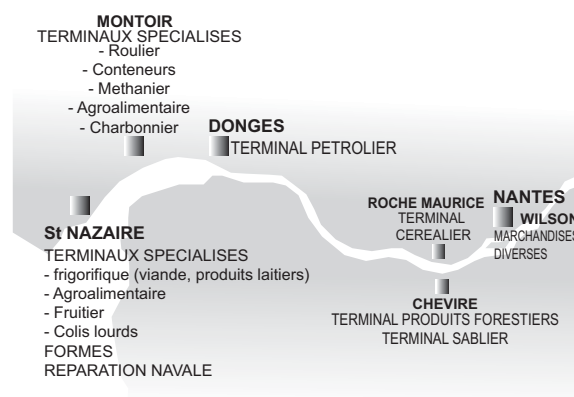 MONTOIR
TERMINAUX SPECIALISES
- Roulier
- Conteneurs
- Methanier
- Agroalimentaire
- Charbonnier
DONGES
TERMINAL PETROLIER
St NAZAIRE
TERMINAUX SPECIALISES
- frigorifique (viande, produits laitiers)
- Agroalimentaire
- Fruitier
- Colis lourds
FORMES
REPARATION NAVALE
ROCHE MAURICE
TERMINAL
CEREALIER
NANTES
WILSON
MARCHANDISES
DIVERSES
CHEVIRE
TERMINAL PRODUITS FORESTIERS
TERMINAL SABLIER